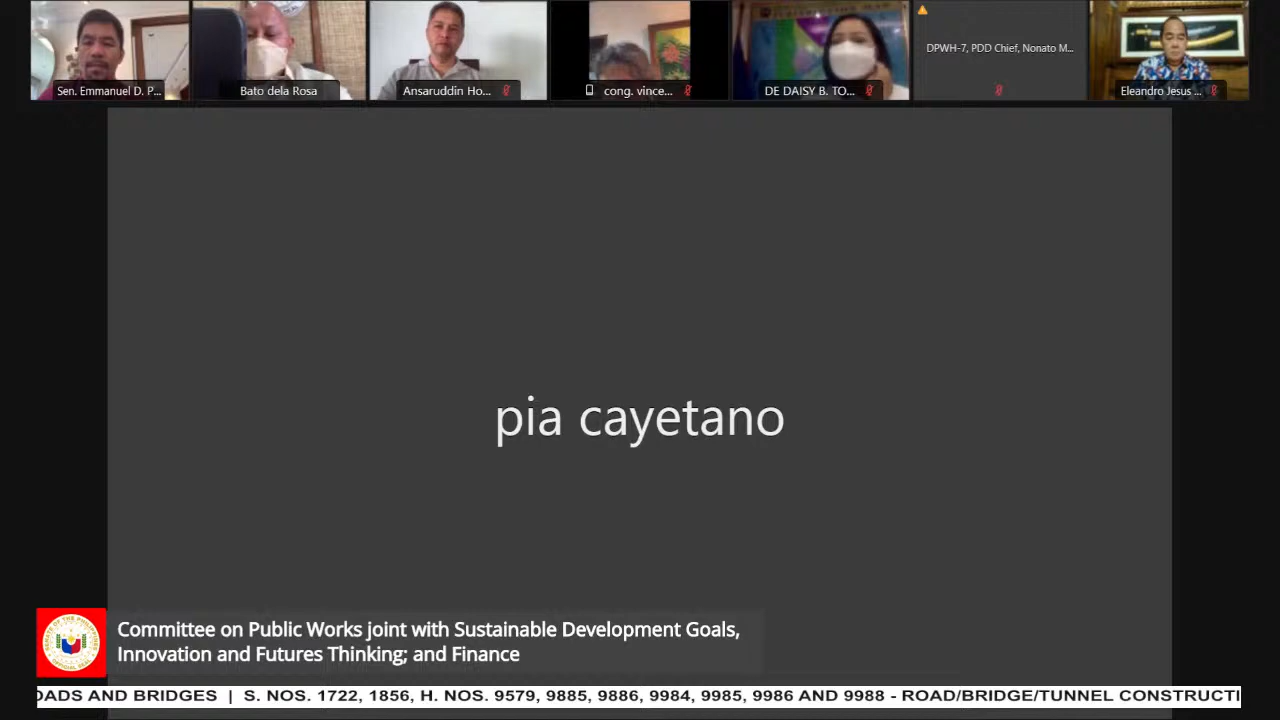 Sen. Emmanuel D. P...
Bato dela Rosa
Ansaruddin Ho...
cong. vince...
DE DAISY B. TO...
DPWH-7, PDD Chief, Nonato M...
Eleandro Jesus ...
pia cayetano
Committee on Public Works joint with Sustainable Development Goals,
Innovation and Futures Thinking; and Finance
OADS AND BRIDGES | S. NOS. 1722, 1856, H. NOS. 9579, 9885, 9886, 9984, 9985, 9986 AND 9988 - ROAD/BRIDGE/TUNNEL CONSTRUCTI